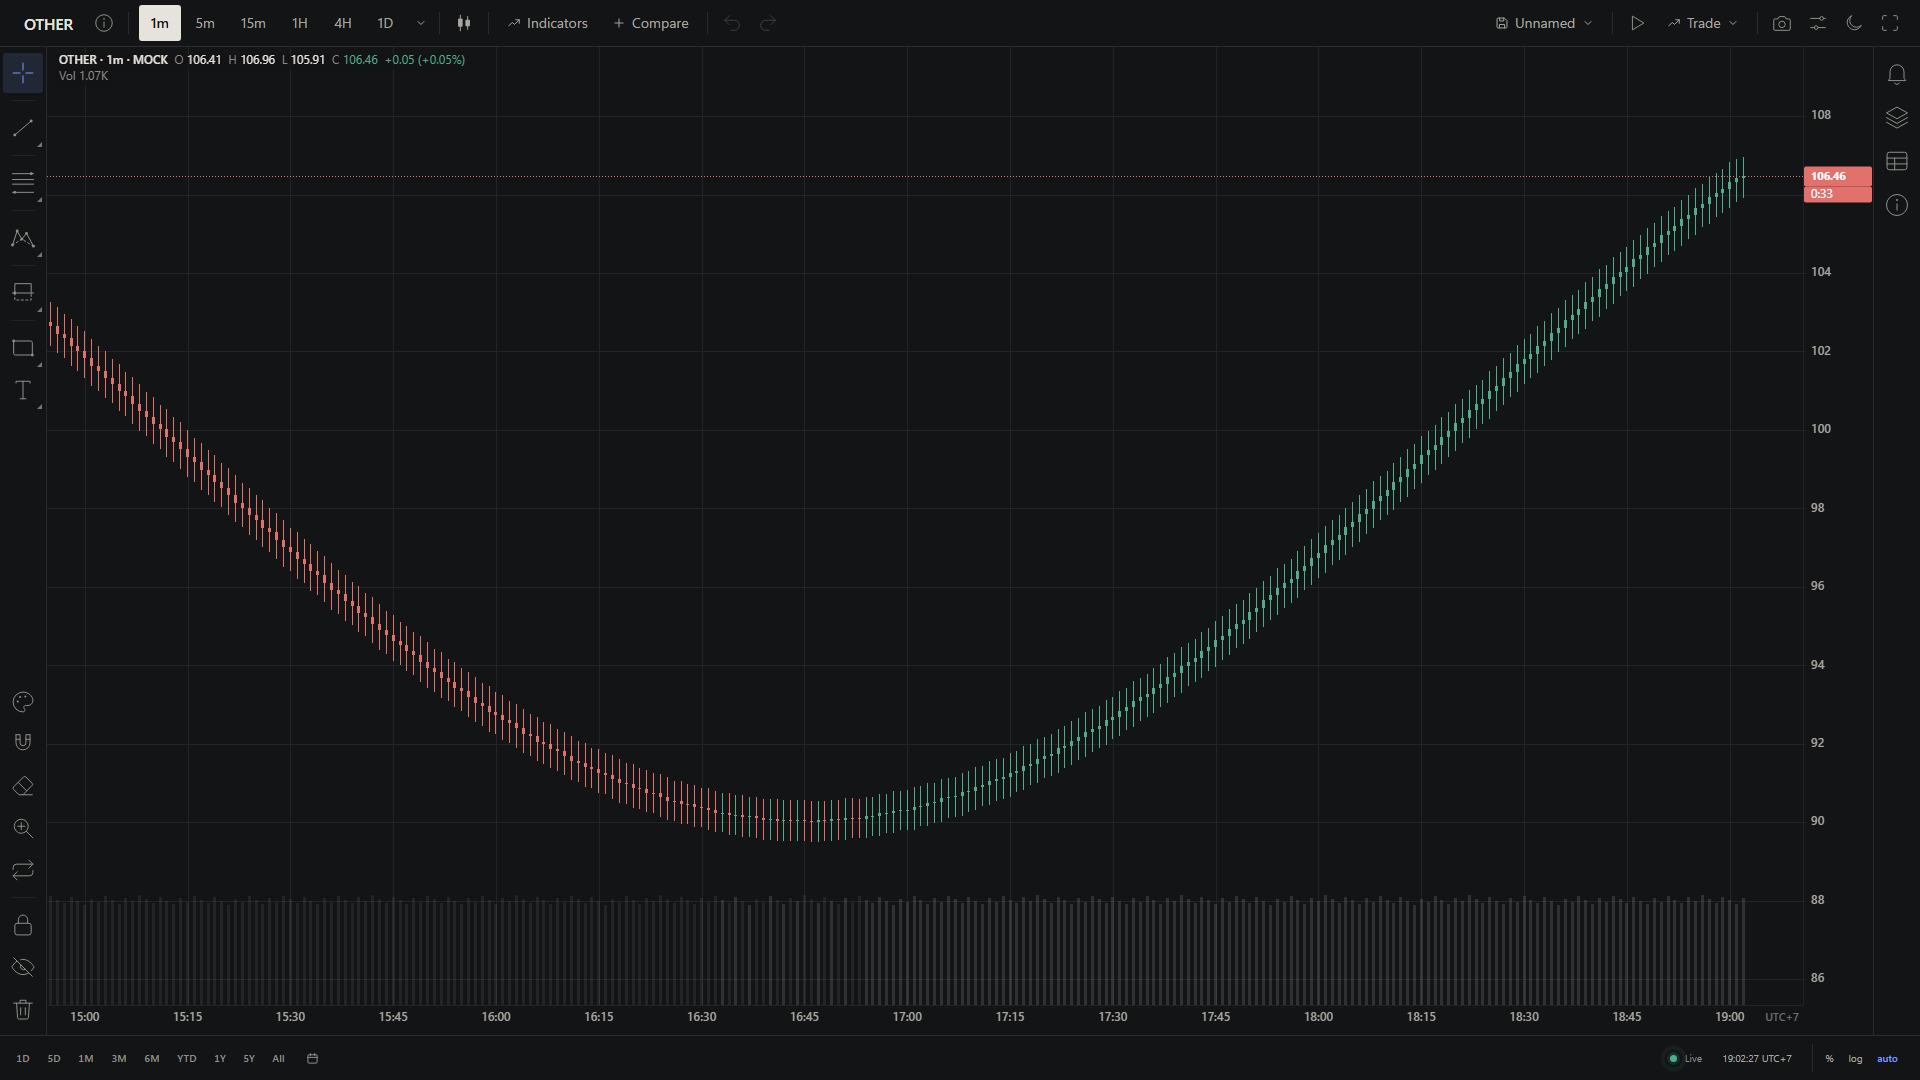 OTHER 1m 5m 15m 1H 4H 1D Indicators Compare Unnamed Trade
OTHER · 1m · MOCK O 106.41 H 106.96 L 105.91 C 106.46 +0.05 (+0.05%)
Vol 1.07K
108
106.46
0:33
104
102
100
98
96
94
92
90
88
86
15:00 15:15 15:30 15:45 16:00 16:15 16:30 16:45 17:00 17:15 17:30 17:45 18:00 18:15 18:30 18:45 19:00 UTC+7
1D 5D 1M 3M 6M YTD 1Y 5Y All Live 19:02:27 UTC+7 % log auto